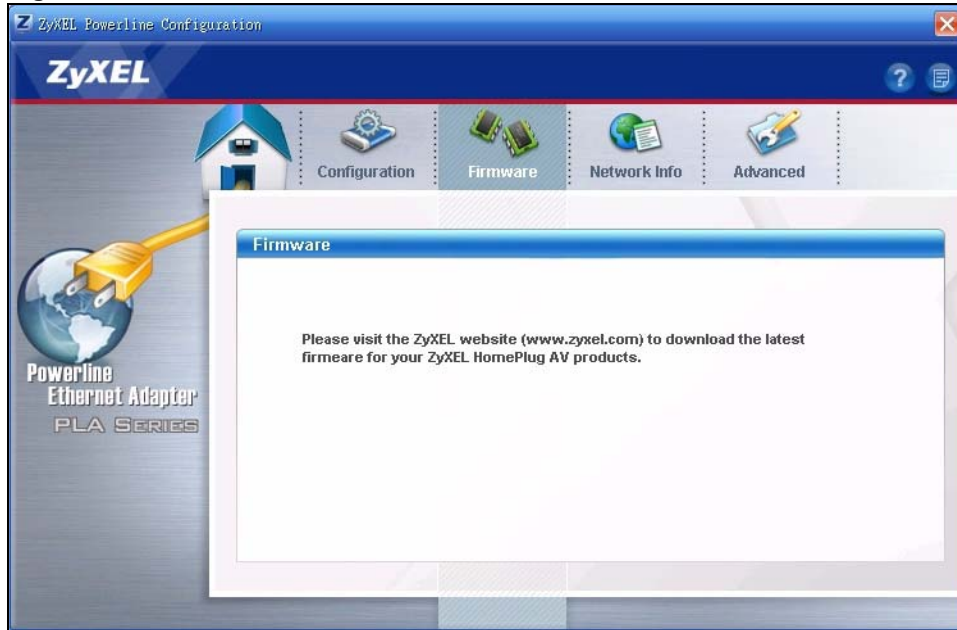 ZyXEL Powerline Configuration
ZyXEL
?
Configuration
Firmware
Network Info
Advanced
Firmware
Please visit the ZyXEL website (www.zyxel.com) to download the latest
firmeare for your ZyXEL HomePlug AV products.
Powerline
Ethernet Adapter
PLA SERIES